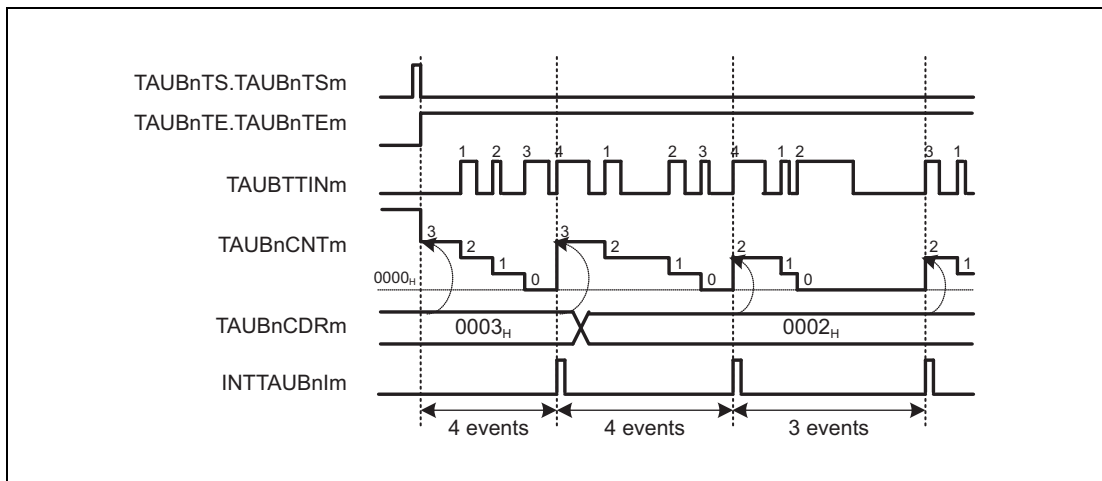 TAUBnTS.TAUBnTSm
TAUBnTE.TAUBnTEm
1 2 3 4 1 2 3 4 1 2 3 1
TAUBTTINm
3 3
TAUBnCNTm
2 2 2 2
1 1 1 1
0000H 0 0 0
TAUBnCDRm
0003H 0002H
INTTAUBnIm
4 events 4 events 3 events